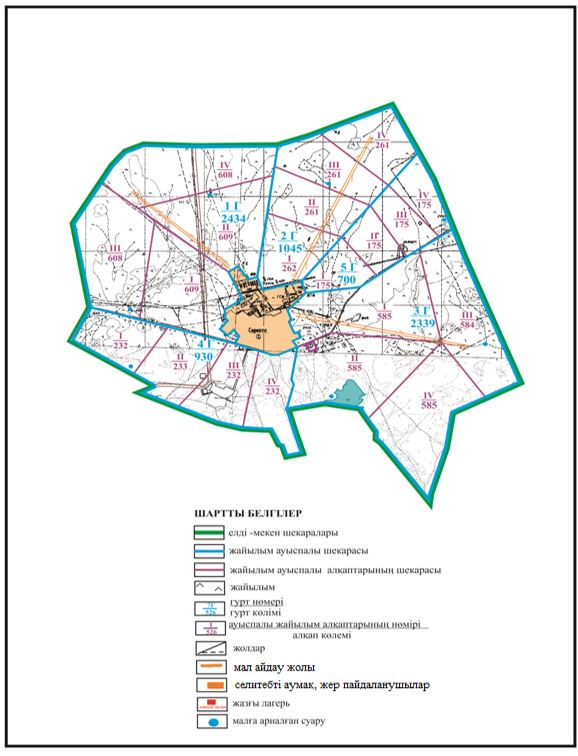 IV
261
III
261
IV
608
IV
175
1 Г
2434
II
261
III
175
II
609
2 Г
1045
II
175
III
608
I
262
5 Г
700
I
609
175
I
585
3 Г
2339
III
584
I
232
4 Г
930
II
233
III
232
IV
232
II
585
IV
585
ШАРТТЫ БЕЛГІЛЕР
елді -мекен шекаралары
жайылым ауыспалы шекарасы
жайылым ауыспалы алқаптарының шекарасы
жайылым
гурт номері
526
гурт көлімі
I
ауыспалы жайылым алқаптарының нөмірі
526
алқап көлемі
жолдар
мал айдау жолы
селитебті аумақ, жер пайдаланушылар
жазғы лагерь
малға арналған суару